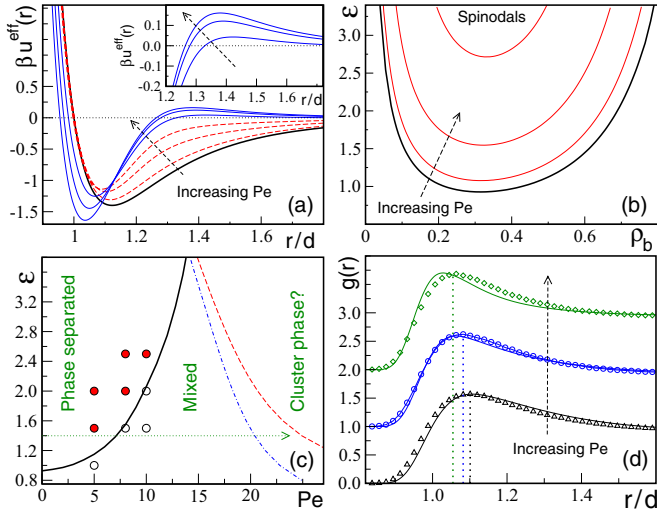 βu^eff(r)
0
-0.5
-1.0
-1.5
1
1.2
1.4
1.6
r/d
Increasing Pe
(a)
βu^eff(r)
0.1
0.0
-0.1
-0.2
1.2
1.3
1.4
1.5
1.6
r/d
ε
3.0
2.5
2.0
1.5
1.0
0
0.2
0.4
0.6
0.8
ρ_b
Spinodals
Increasing Pe
(b)
ε
3.6
3.2
2.8
2.4
2.0
1.6
1.2
0.8
0
5
10
15
20
Pe
Phase separated
Mixed
Cluster phase?
(c)
g(r)
3.5
3.0
2.5
2.0
1.5
1.0
0.5
0.0
1.0
1.2
1.4
r/d
Increasing Pe
(d)